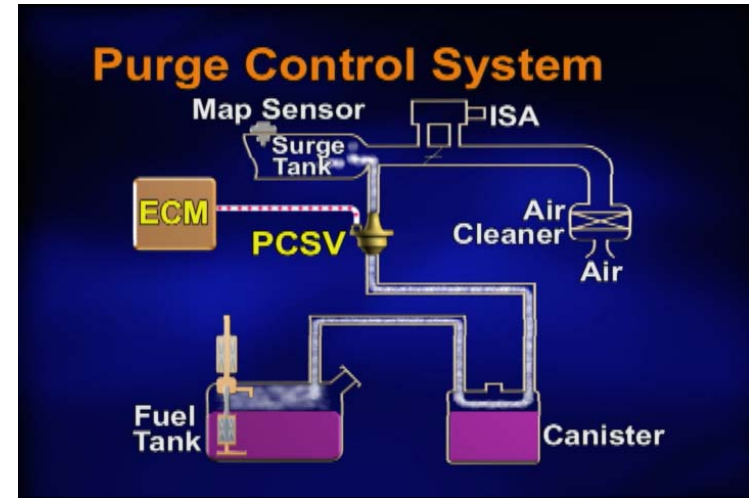 Purge Control System
Map Sensor
ISA
Surge
Tank
ECM
PCSV
Air
Cleaner
Air
Fuel
Tank
Canister